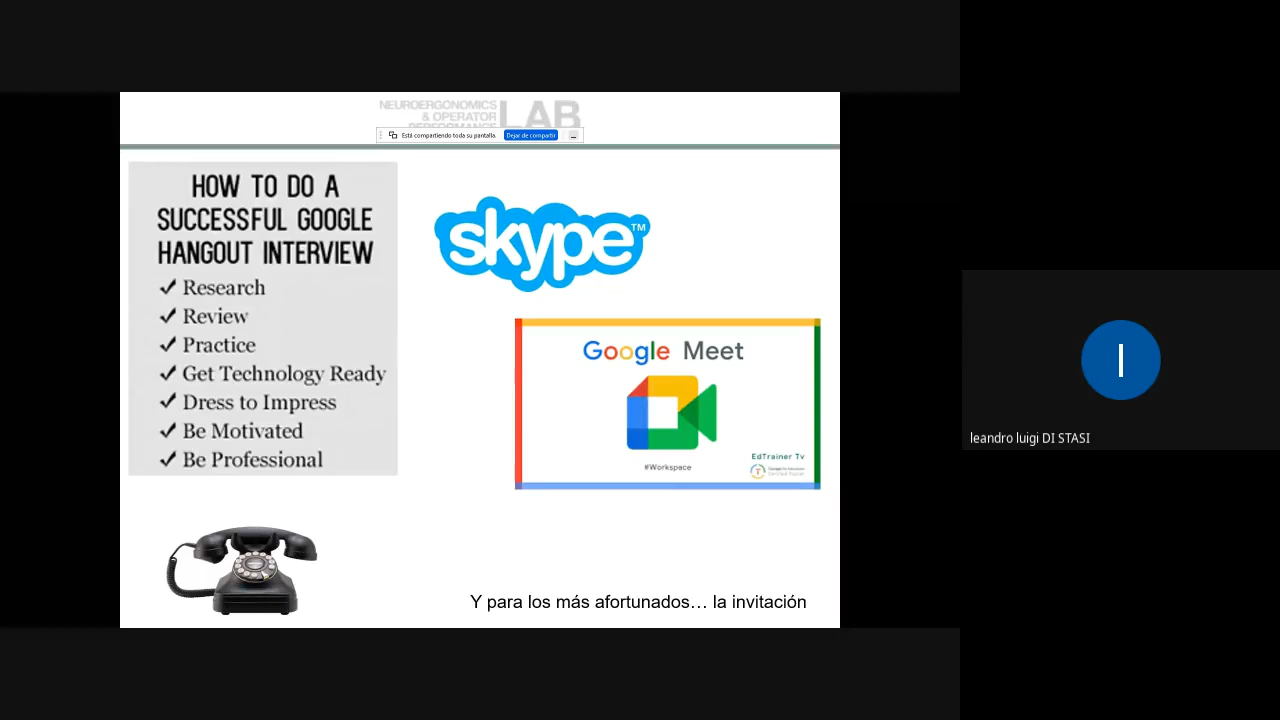 NEUROERGONOMICS
& OPERATOR
PERFORMANCE
LAB
Está compartiendo toda su pantalla.
Dejar de compartir
HOW TO DO A
SUCCESSFUL GOOGLE
HANGOUT INTERVIEW
✓ Research
✓ Review
✓ Practice
✓ Get Technology Ready
✓ Dress to Impress
✓ Be Motivated
✓ Be Professional
skype™
Google Meet
#Workspace
EdTrainer Tv
Y para los más afortunados… la invitación
l
leandro luigi DI STASI